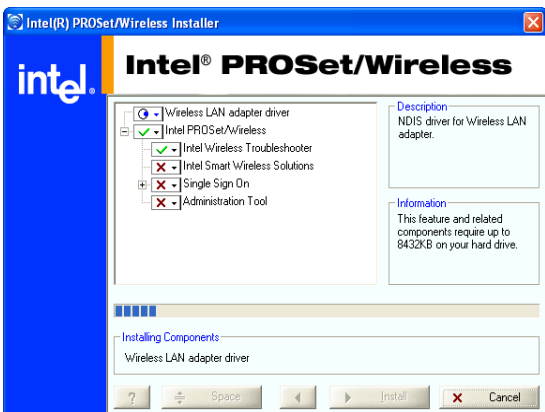 Intel(R) PROSet/Wireless Installer
intel.
Intel® PROSet/Wireless
Wireless LAN adapter driver
Intel PROSet/Wireless
Intel Wireless Troubleshooter
Intel Smart Wireless Solutions
Single Sign On
Administration Tool
Description
NDIS driver for Wireless LAN
adapter.
Information
This feature and related
components require up to
8432KB on your hard drive.
Installing Components
Wireless LAN adapter driver
? Space Install Cancel